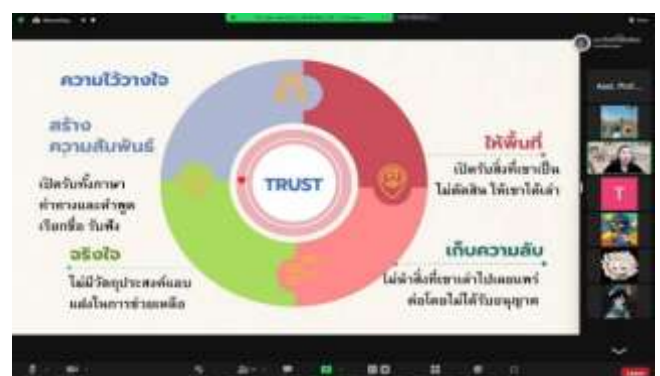 ความไว้วางใจ
สร้าง
ความสัมพันธ์
เปิดรับทั้งภาษา
ท่าทางและคำพูด
เรียกชื่อ รับฟัง
จริงใจ
ไม่มีวัตถุประสงค์แอบ
แฝงในการช่วยเหลือ
TRUST
ให้พื้นที่
เปิดรับสิ่งที่เขาเป็น
ไม่ตัดสิน ให้เขาได้เล่า
เก็บความลับ
ไม่นำสิ่งที่เขาเล่าไปเผยแพร่
ต่อโดยไม่ได้รับอนุญาต
Asst. Prof...
T
Leave